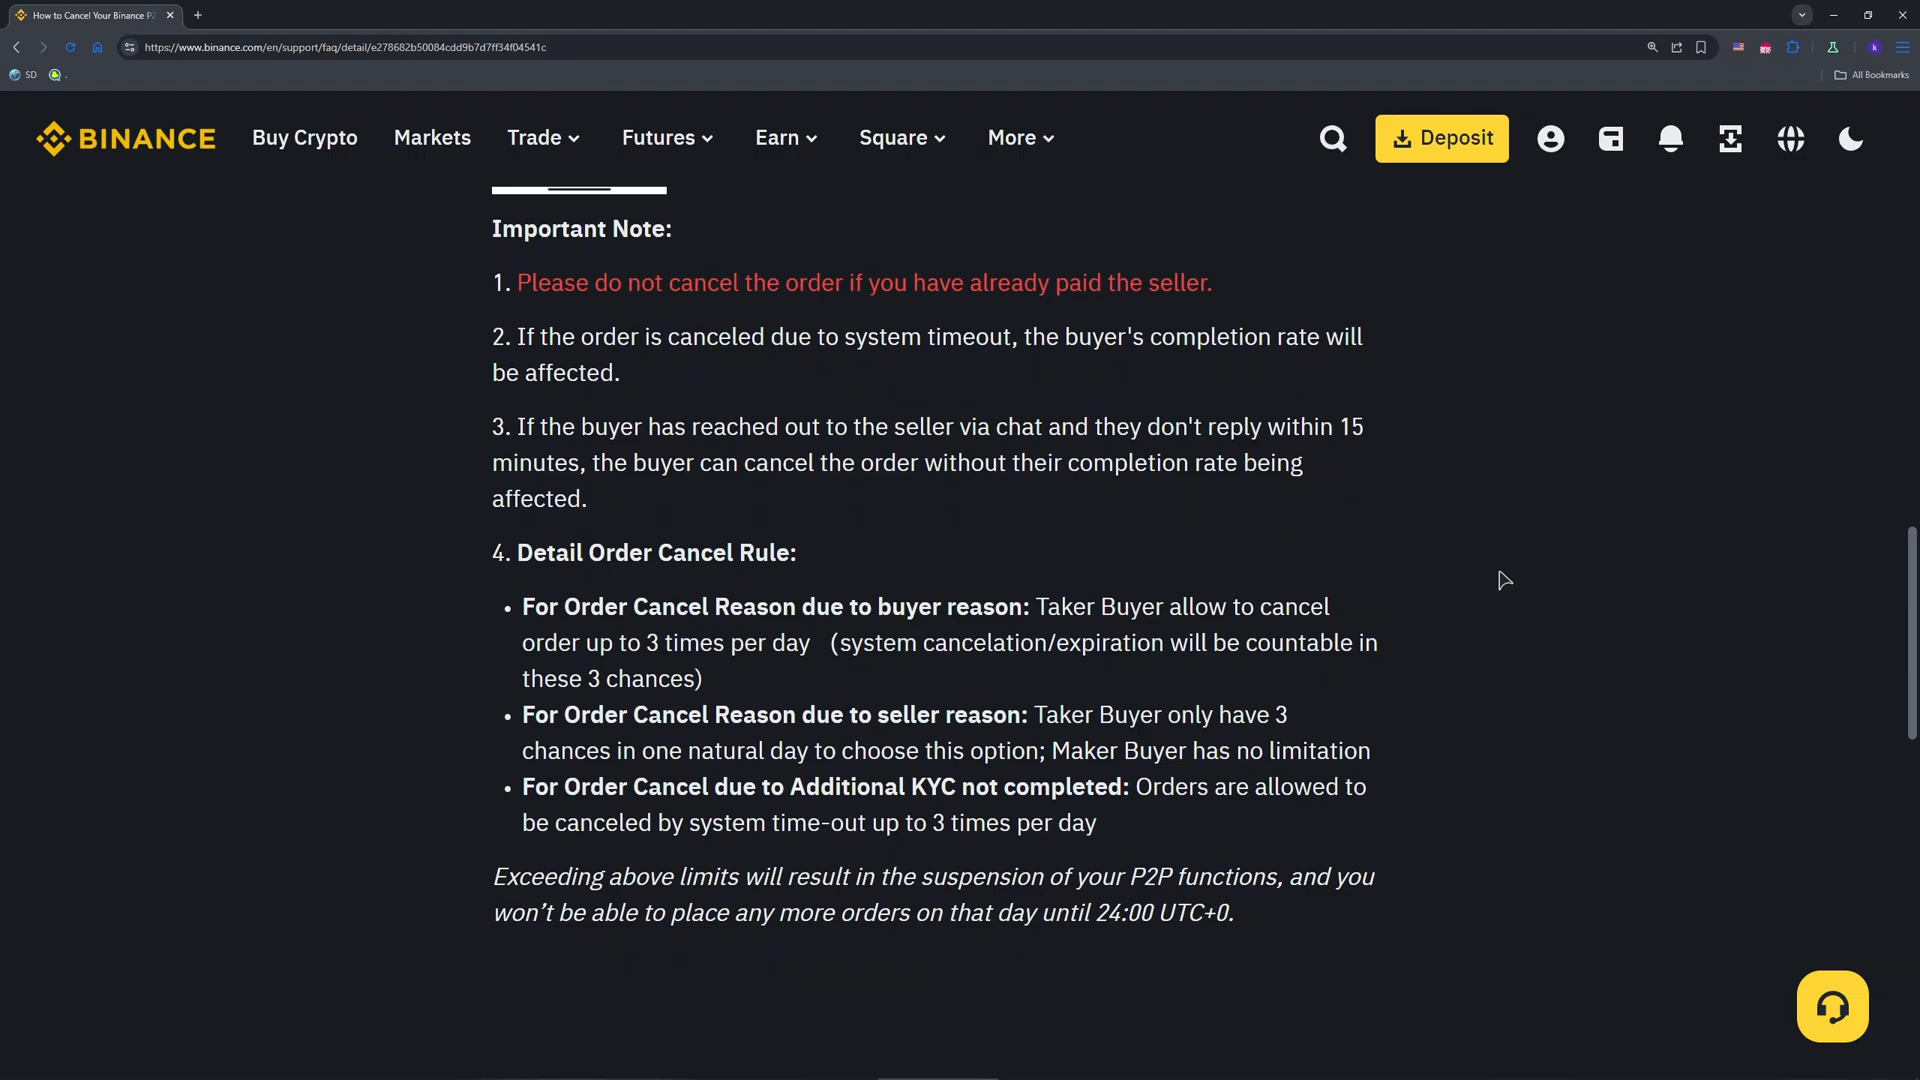 How to Cancel Your Binance P2
https://www.binance.com/en/support/faq/detail/e278682b50084cdd9b7d7ff34f04541c
SD
All Bookmarks
BINANCE Buy Crypto Markets Trade Futures Earn Square More Deposit
Important Note:
1. Please do not cancel the order if you have already paid the seller.
2. If the order is canceled due to system timeout, the buyer's completion rate will
be affected.
3. If the buyer has reached out to the seller via chat and they don't reply within 15
minutes, the buyer can cancel the order without their completion rate being
affected.
4. Detail Order Cancel Rule:
• For Order Cancel Reason due to buyer reason: Taker Buyer allow to cancel
order up to 3 times per day (system cancelation/expiration will be countable in
these 3 chances)
• For Order Cancel Reason due to seller reason: Taker Buyer only have 3
chances in one natural day to choose this option; Maker Buyer has no limitation
• For Order Cancel due to Additional KYC not completed: Orders are allowed to
be canceled by system time-out up to 3 times per day
Exceeding above limits will result in the suspension of your P2P functions, and you
won’t be able to place any more orders on that day until 24:00 UTC+0.